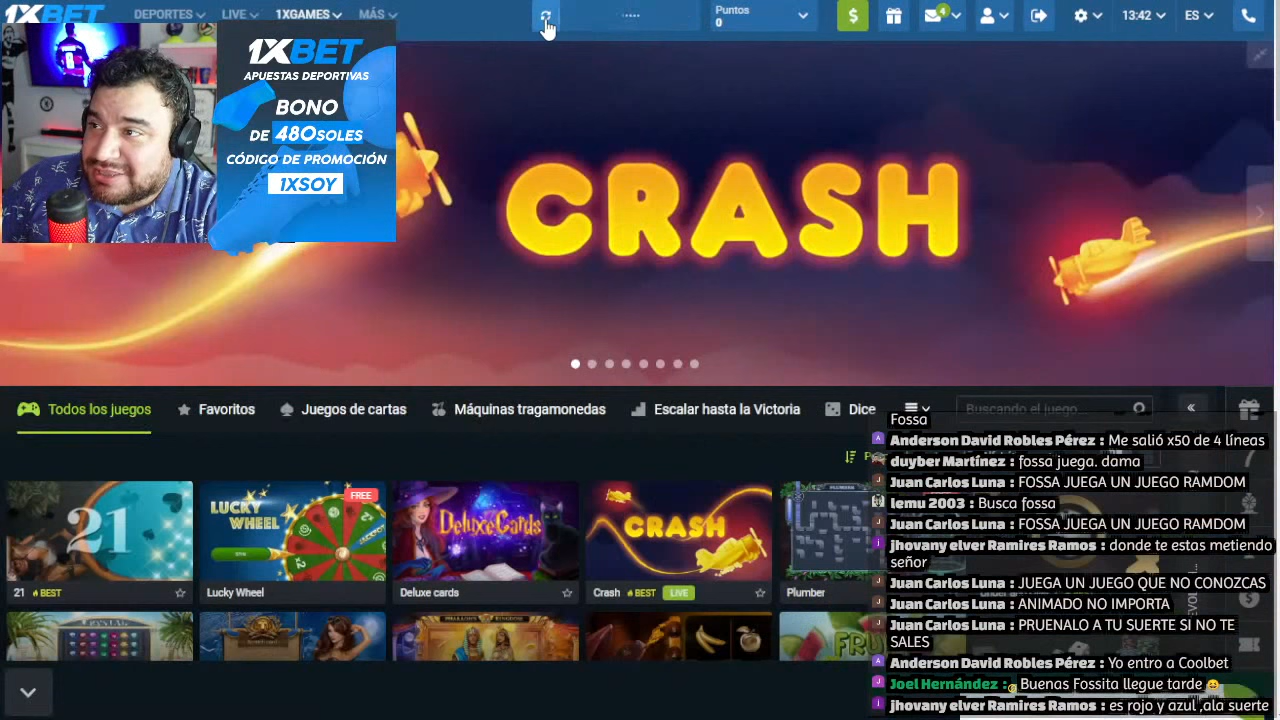 1XBET DEPORTES LIVE 1XGAMES MÁS Puntos 0 $ 4 13:42 ES
1XBET
APUESTAS DEPORTIVAS
BONO
DE 480SOLES
CÓDIGO DE PROMOCIÓN
1XSOY
CRASH
Todos los juegos Favoritos Juegos de cartas Máquinas tragamonedas Escalar hasta la Victoria Dice Buscando el juego...
21
LUCKY WHEEL FREE
DeluxeCards
CRASH
21 BEST Lucky Wheel Deluxe cards Crash BEST LIVE Plumber
Fossa
Anderson David Robles Pérez : Me salió x50 de 4 líneas
duyber Martínez : fossa juega. dama
Juan Carlos Luna : FOSSA JUEGA UN JUEGO RAMDOM
lemu 2003 : Busca fossa
Juan Carlos Luna : FOSSA JUEGA UN JUEGO RAMDOM
jhovany elver Ramires Ramos : donde te estas metiendo
señor
Juan Carlos Luna : JUEGA UN JUEGO QUE NO CONOZCAS
Juan Carlos Luna : ANIMADO NO IMPORTA
Juan Carlos Luna : PRUENALO A TU SUERTE SI NO TE
SALES
Anderson David Robles Pérez : Yo entro a Coolbet
Joel Hernández : Buenas Fossita llegue tarde
jhovany elver Ramires Ramos : es rojo y azul ,ala suerte